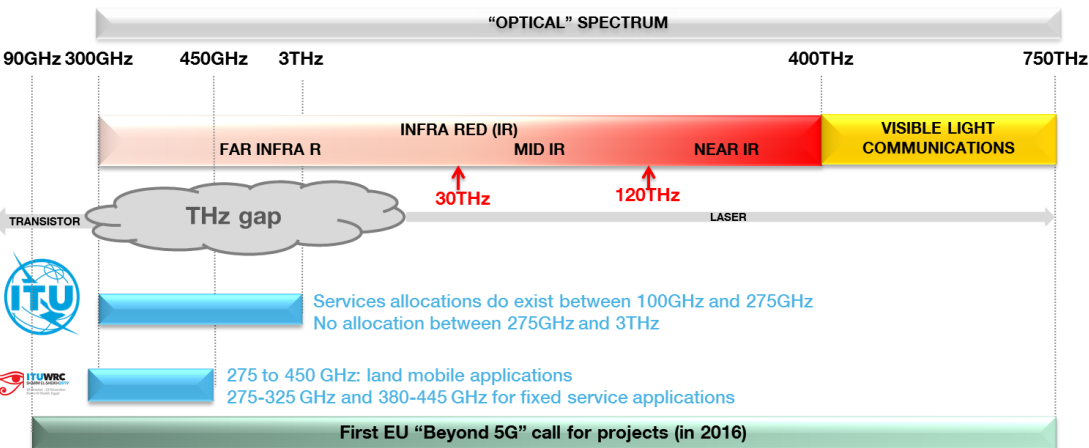 “OPTICAL” SPECTRUM
90GHz 300GHz 450GHz 3THz 400THz 750THz
INFRA RED (IR)
FAR INFRA R MID IR NEAR IR
VISIBLE LIGHT
COMMUNICATIONS
30THz 120THz
TRANSISTOR THz gap LASER
ITU
Services allocations do exist between 100GHz and 275GHz
No allocation between 275GHz and 3THz
ITUWRC
275 to 450 GHz: land mobile applications
275-325 GHz and 380-445 GHz for fixed service applications
First EU “Beyond 5G” call for projects (in 2016)